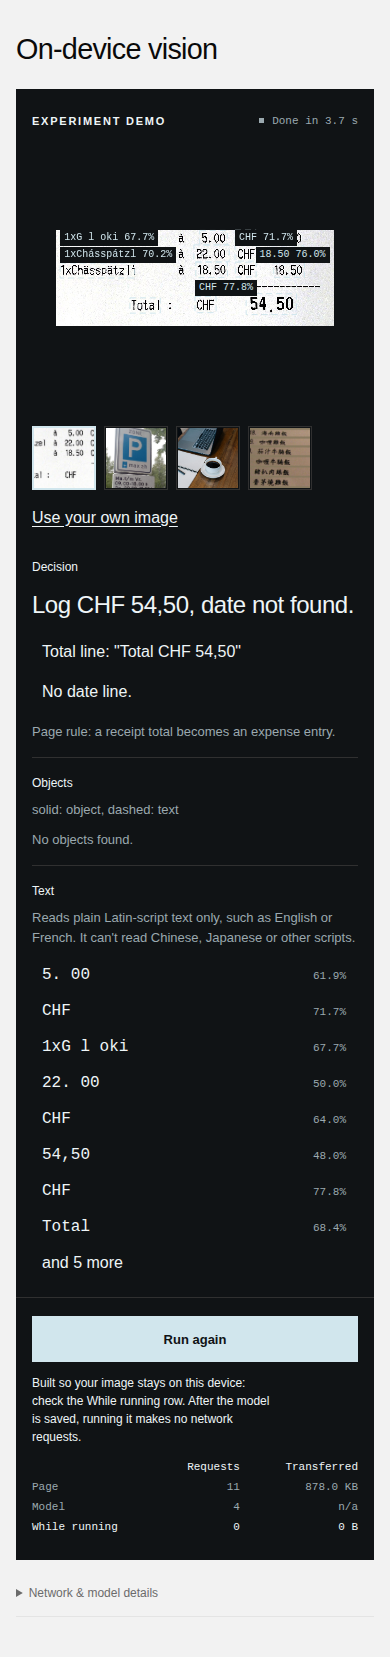 On-device vision
EXPERIMENT DEMO
Done in 3.7 s
1xG l oki 67.7% à 5.00 CHF 71.7%
1xChässpätzl 70.2% à 22.00 CHF 18.50 76.0%
1xChässpätzli à 18.50 CHF 18.50
CHF 77.8%
Total : CHF 54.50
Use your own image
Decision
Log CHF 54,50, date not found.
Total line: "Total CHF 54,50"
No date line.
Page rule: a receipt total becomes an expense entry.
Objects
solid: object, dashed: text
No objects found.
Text
Reads plain Latin-script text only, such as English or
French. It can't read Chinese, Japanese or other scripts.
5. 00 61.9%
CHF 71.7%
1xG l oki 67.7%
22. 00 50.0%
CHF 64.0%
54,50 48.0%
CHF 77.8%
Total 68.4%
and 5 more
Run again
Built so your image stays on this device:
check the While running row. After the model
is saved, running it makes no network
requests.
Requests Transferred
Page 11 878.0 KB
Model 4 n/a
While running 0 0 B
Network & model details